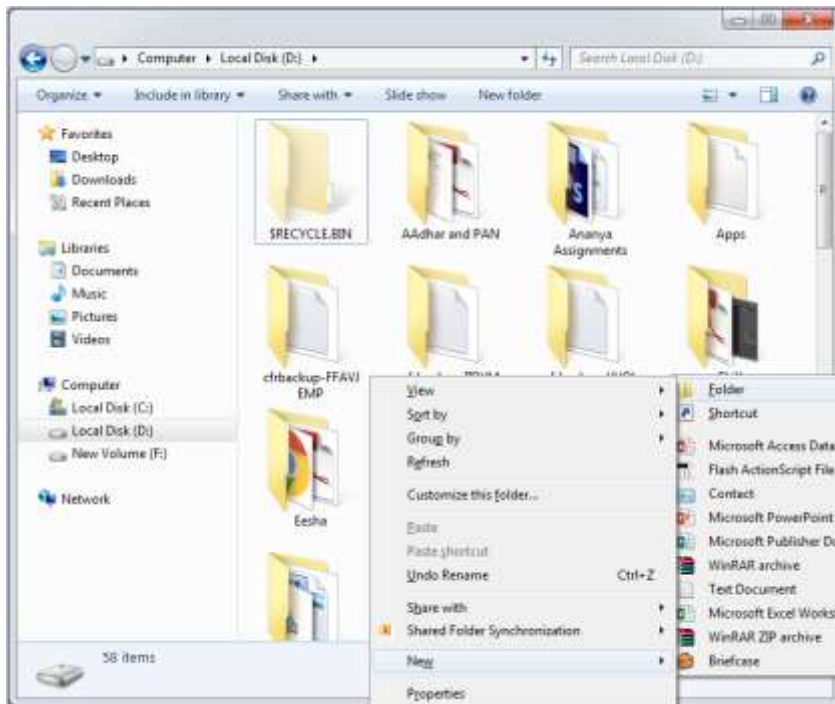 Computer ▸ Local Disk (D:) ▸
Search Local Disk (D:)
Organize
Include in library
Share with
Slide show
New folder
Favorites
Desktop
Downloads
Recent Places
Libraries
Documents
Music
Pictures
Videos
Computer
Local Disk (C:)
Local Disk (D:)
New Volume (F:)
Network
$RECYCLE.BIN
AAdhar and PAN
Ananya
Assignments
Apps
cfrbackup-FFAVJ
EMP
Eesha
View
Sort by
Group by
Refresh
Customize this folder...
Paste
Paste shortcut
Undo Rename Ctrl+Z
Share with
Shared Folder Synchronization
New
Properties
Folder
Shortcut
Microsoft Access Data
Flash ActionScript File
Contact
Microsoft PowerPoint
Microsoft Publisher Do
WinRAR archive
Text Document
Microsoft Excel Works
WinRAR ZIP archive
Briefcase
58 items